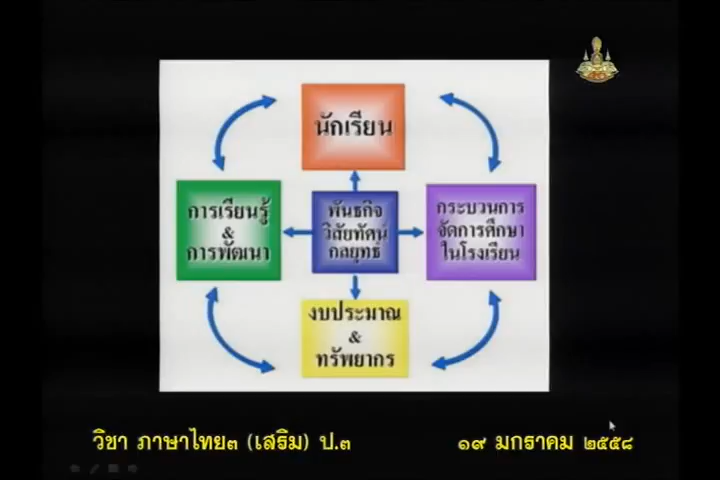 นักเรียน
การเรียนรู้
&
การพัฒนา
พันธกิจ
วิสัยทัศน์
กลยุทธ์
กระบวนการ
จัดการศึกษา
ในโรงเรียน
งบประมาณ
&
ทรัพยากร
วิชา ภาษาไทย๓ (เสริม) ป.๓
๑๙ มกราคม ๒๕๕๘